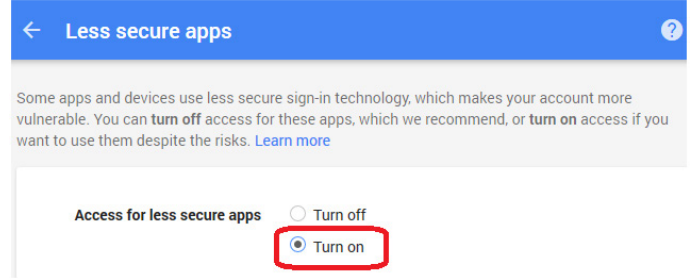 Less secure apps
Some apps and devices use less secure sign-in technology, which makes your account more
vulnerable. You can turn off access for these apps, which we recommend, or turn on access if you
want to use them despite the risks. Learn more
Access for less secure apps Turn off
Turn on